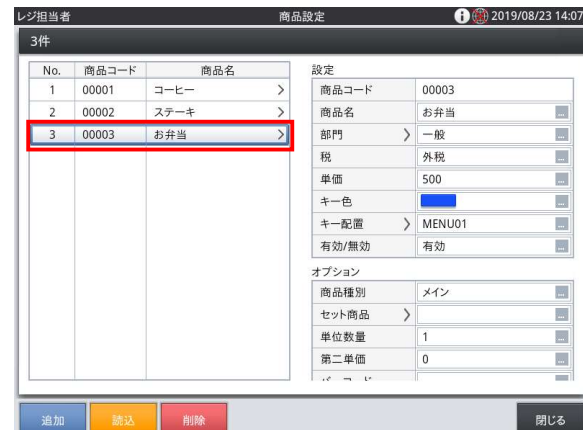 レジ担当者 商品設定 2019/08/23 14:07
3件
No. 商品コード 商品名
1 00001 コーヒー
2 00002 ステーキ
3 00003 お弁当
設定
商品コード 00003
商品名 お弁当
部門 一般
税 外税
単価 500
キー色
キー配置 MENU01
有効/無効 有効
オプション
商品種別 メイン
セット商品
単位数量 1
第二単価 0
追加 読込 削除 閉じる